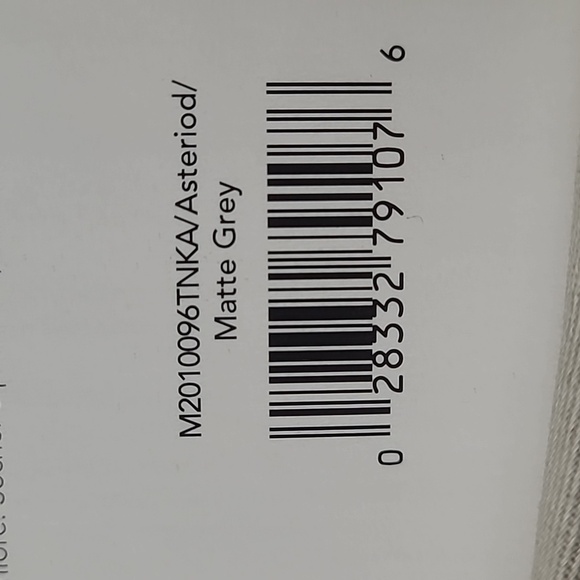 M2010096TNKA/Asteriod/
Matte Grey
0 28332 79107 6